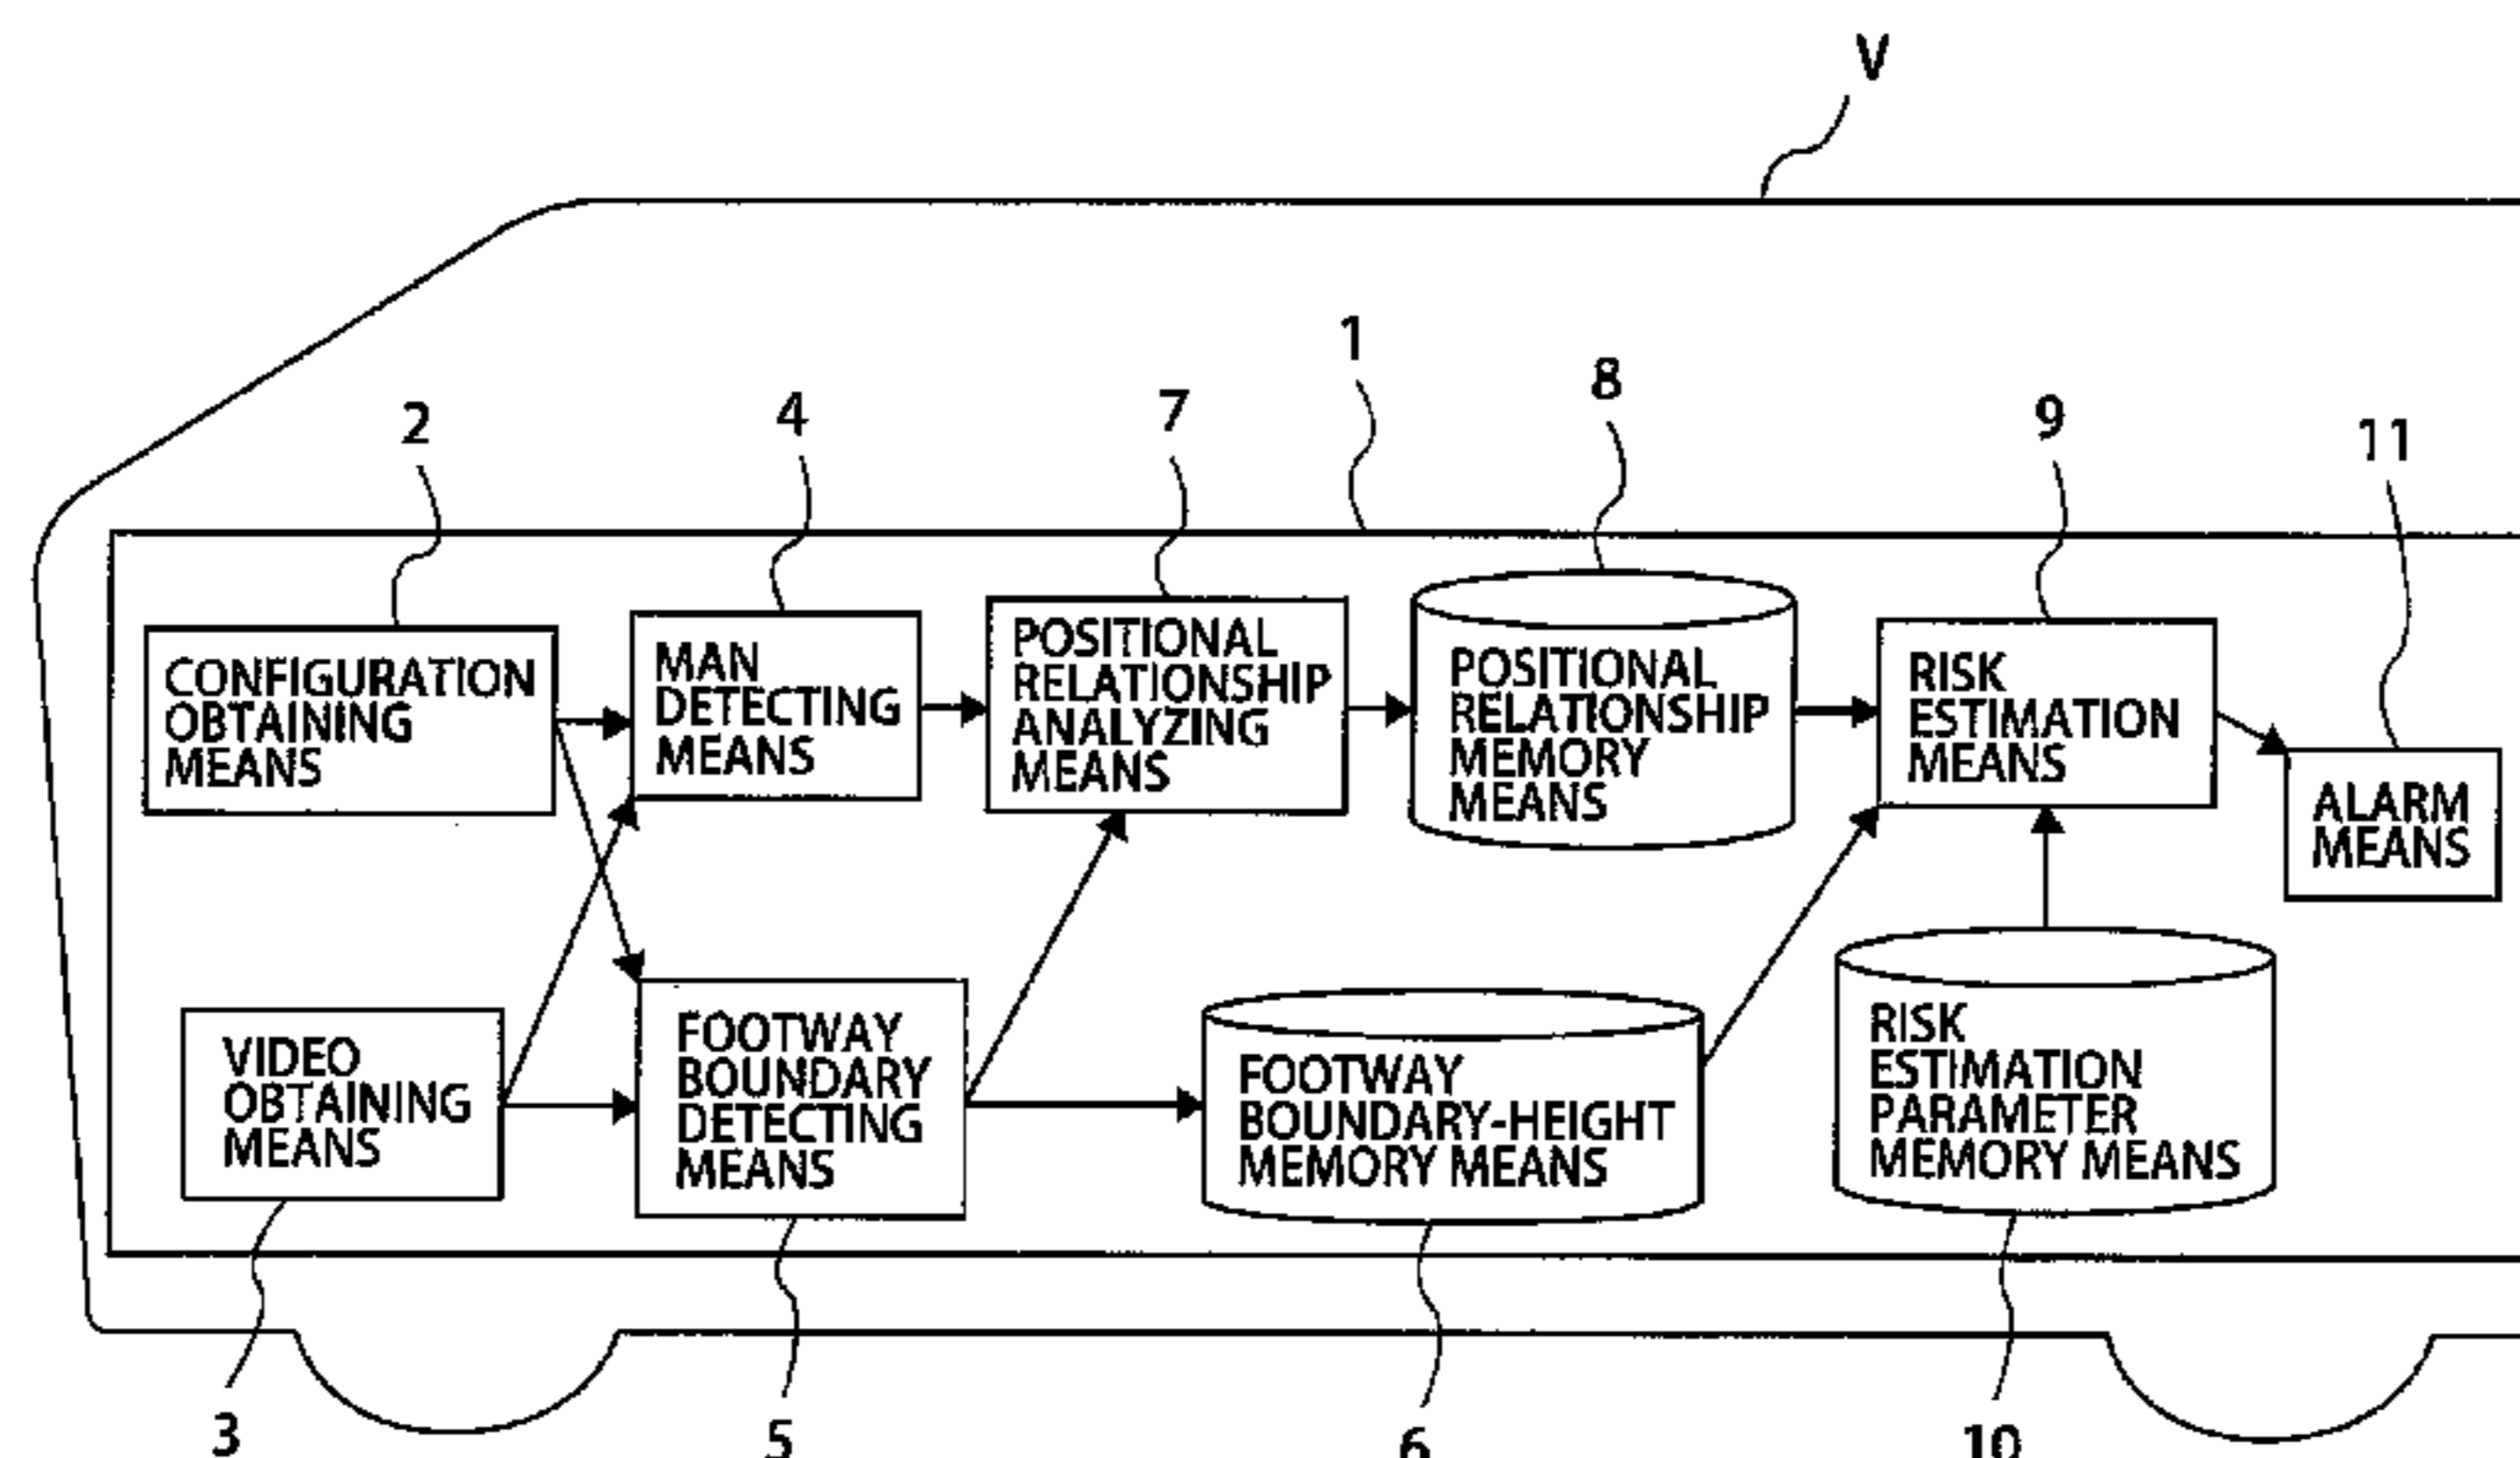 V
1
2
4
7
8
9
11
CONFIGURATION
OBTAINING
MEANS
MAN
DETECTING
MEANS
POSITIONAL
RELATIONSHIP
ANALYZING
MEANS
POSITIONAL
RELATIONSHIP
MEMORY
MEANS
RISK
ESTIMATION
MEANS
ALARM
MEANS
VIDEO
OBTAINING
MEANS
FOOTWAY
BOUNDARY
DETECTING
MEANS
FOOTWAY
BOUNDARY-HEIGHT
MEMORY MEANS
RISK
ESTIMATION
PARAMETER
MEMORY MEANS
3
5
6
10